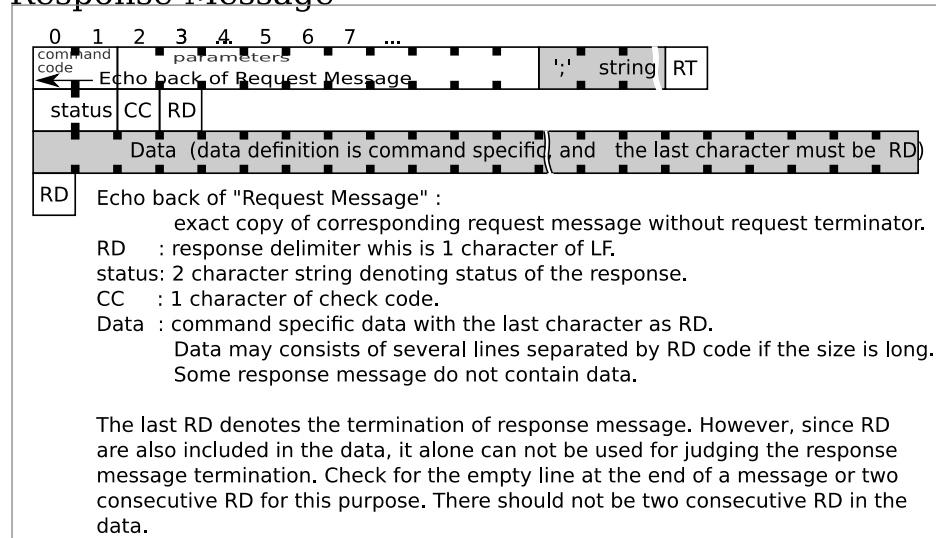 Response Message
0 1 2 3 4 5 6 7 ...
command code parameters
Echo back of Request Message ';' string RT
status CC RD
Data (data definition is command specific, and the last character must be RD)
RD
Echo back of "Request Message" :
exact copy of corresponding request message without request terminator.
RD : response delimiter whis is 1 character of LF.
status: 2 character string denoting status of the response.
CC : 1 character of check code.
Data : command specific data with the last character as RD.
Data may consists of several lines separated by RD code if the size is long.
Some response message do not contain data.
The last RD denotes the termination of response message. However, since RD
are also included in the data, it alone can not be used for judging the response
message termination. Check for the empty line at the end of a message or two
consecutive RD for this purpose. There should not be two consecutive RD in the
data.